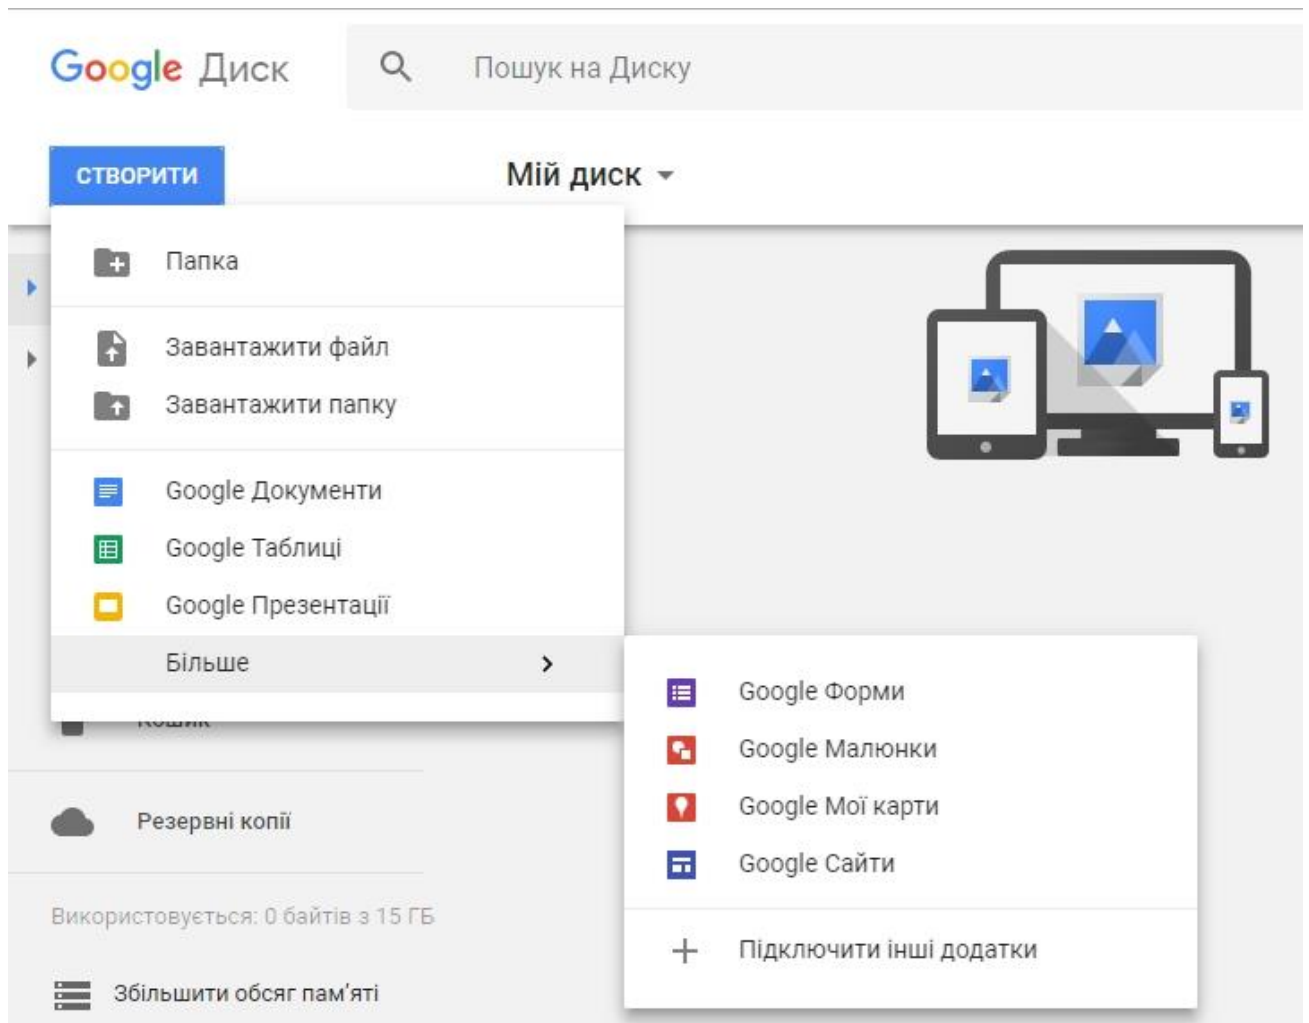 Google Диск
Пошук на Диску
СТВОРИТИ
Мій диск
Папка
Завантажити файл
Завантажити папку
Google Документи
Google Таблиці
Google Презентації
Більше
Google Форми
Google Малюнки
Google Мої карти
Google Сайти
Підключити інші додатки
Кошик
Резервні копії
Використовується: 0 байтів з 15 ГБ
Збільшити обсяг пам'яті